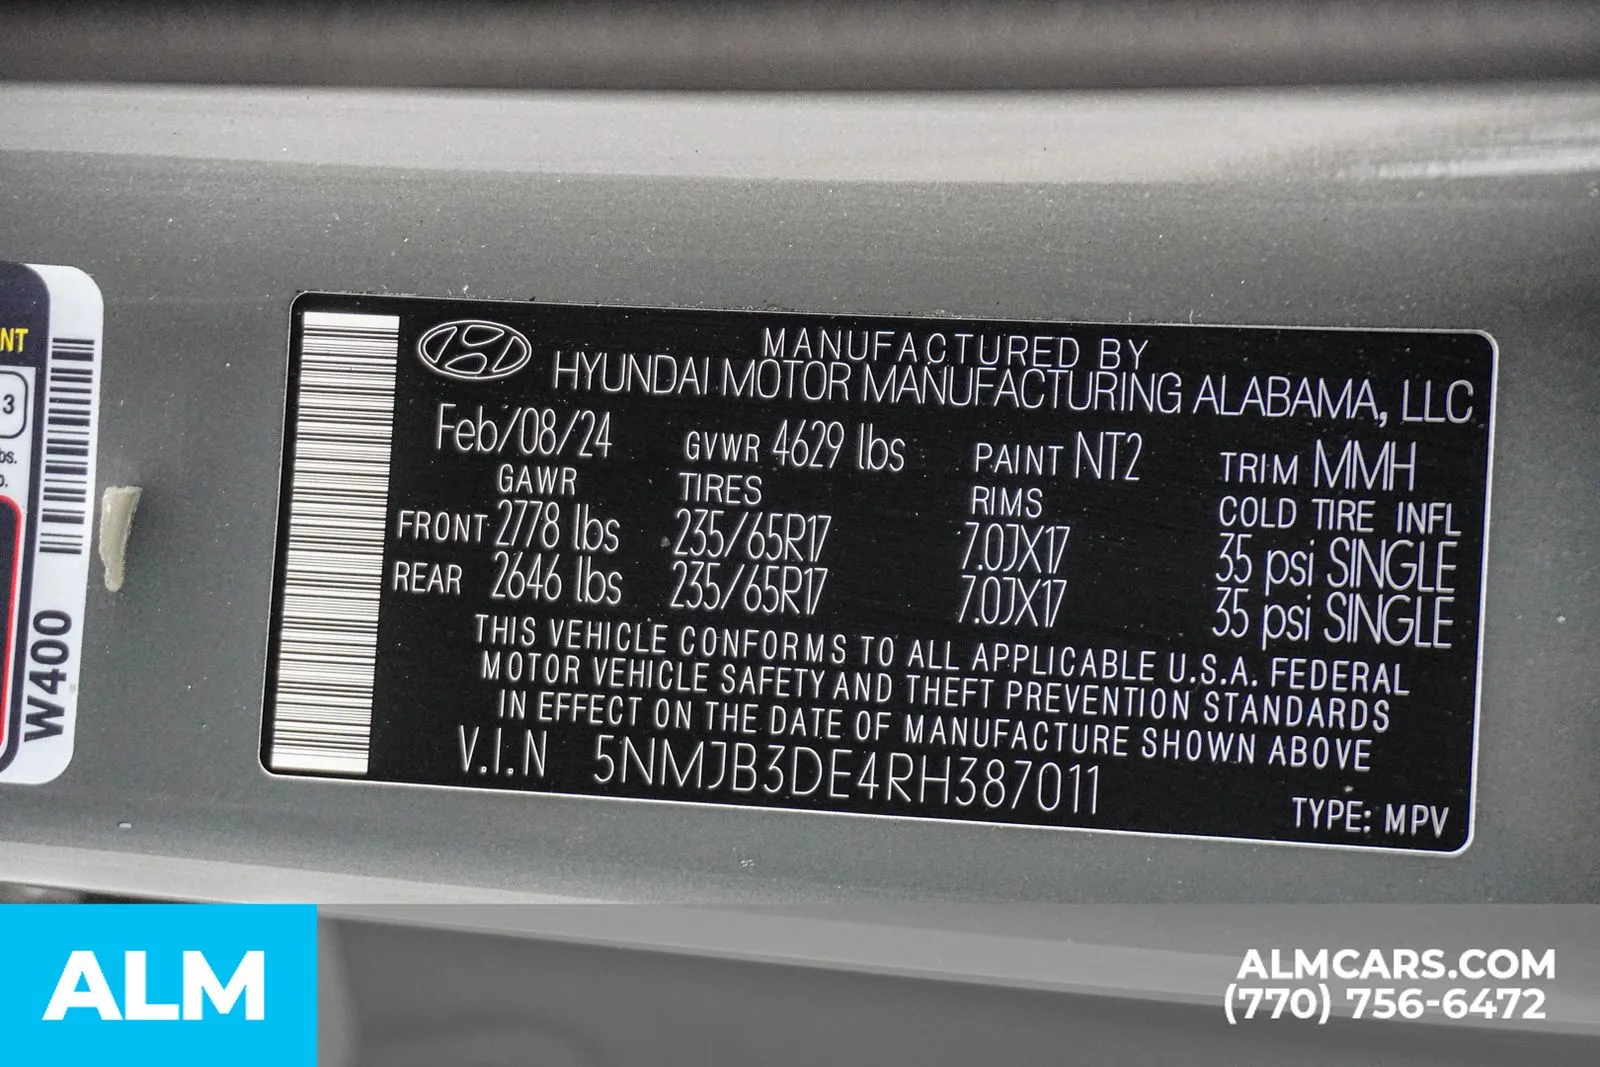 MANUFACTURED BY
HYUNDAI MOTOR MANUFACTURING ALABAMA, LLC
Feb/08/24 GVWR 4629 lbs PAINT NT2 TRIM MMH
GAWR TIRES RIMS COLD TIRE INFL
FRONT 2778 lbs 235/65R17 7.0JX17 35 psi SINGLE
REAR 2646 lbs 235/65R17 7.0JX17 35 psi SINGLE
THIS VEHICLE CONFORMS TO ALL APPLICABLE U.S.A. FEDERAL
MOTOR VEHICLE SAFETY AND THEFT PREVENTION STANDARDS
IN EFFECT ON THE DATE OF MANUFACTURE SHOWN ABOVE
V.I.N 5NMJB3DE4RH387011
TYPE: MPV
NT
3
bs.
W400
ALM
ALMCARS.COM
(770) 756-6472